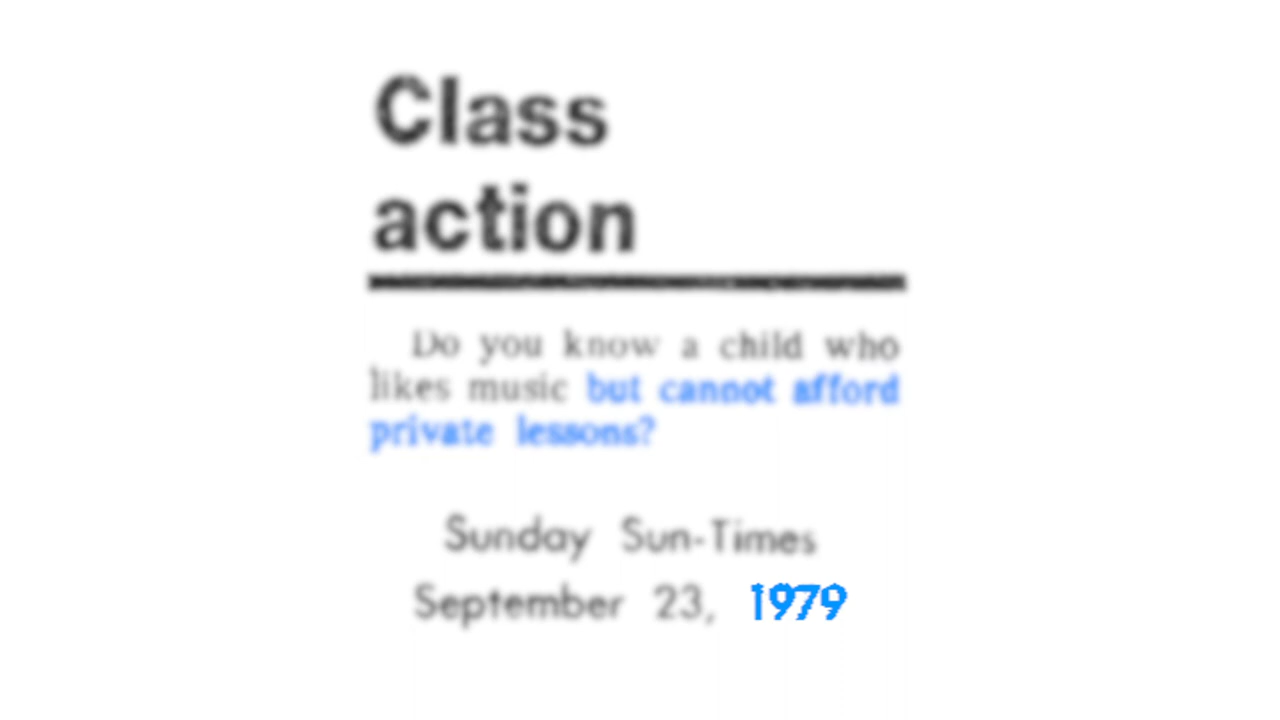 Class
action
Do you know a child who
likes music but cannot afford
private lessons?
Sunday Sun-Times
September 23, 1979